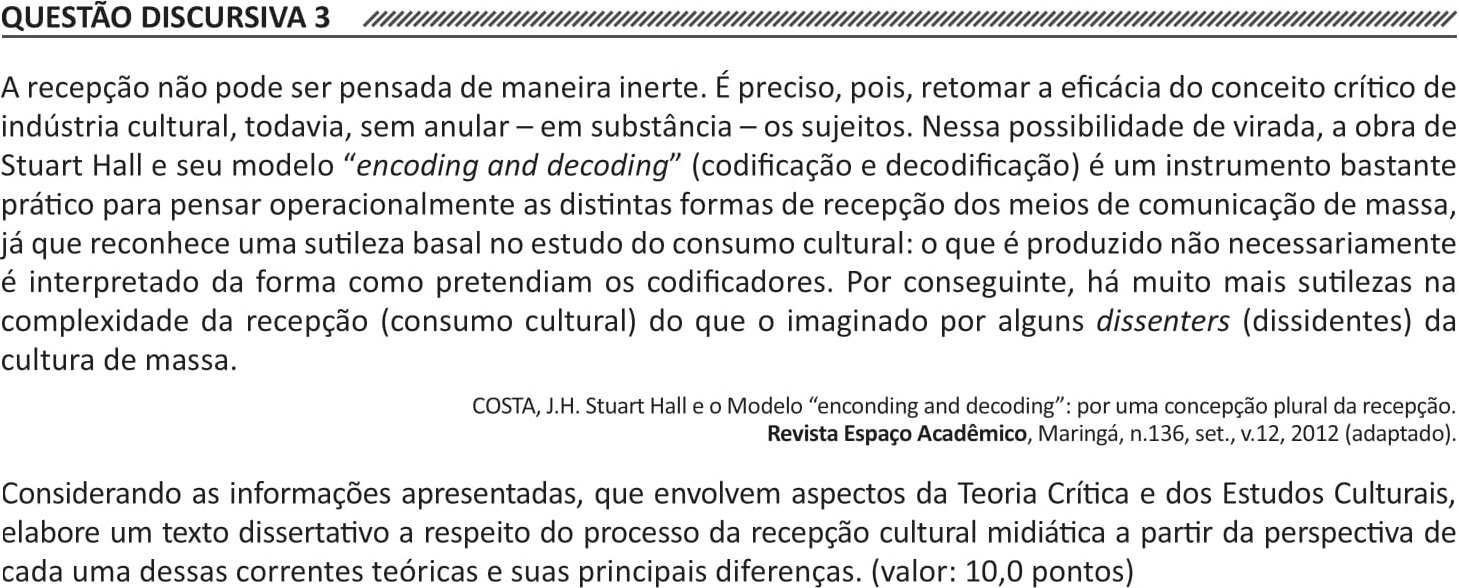 QUESTÃO DISCURSIVA 3
A recepção não pode ser pensada de maneira inerte. É preciso, pois, retomar a eficácia do conceito crítico de
indústria cultural, todavia, sem anular – em substância – os sujeitos. Nessa possibilidade de virada, a obra de
Stuart Hall e seu modelo “encoding and decoding” (codificação e decodificação) é um instrumento bastante
prático para pensar operacionalmente as distintas formas de recepção dos meios de comunicação de massa,
já que reconhece uma sutileza basal no estudo do consumo cultural: o que é produzido não necessariamente
é interpretado da forma como pretendiam os codificadores. Por conseguinte, há muito mais sutilezas na
complexidade da recepção (consumo cultural) do que o imaginado por alguns dissenters (dissidentes) da
cultura de massa.
COSTA, J.H. Stuart Hall e o Modelo “enconding and decoding”: por uma concepção plural da recepção.
Revista Espaço Acadêmico, Maringá, n.136, set., v.12, 2012 (adaptado).
Considerando as informações apresentadas, que envolvem aspectos da Teoria Crítica e dos Estudos Culturais,
elabore um texto dissertativo a respeito do processo da recepção cultural midiática a partir da perspectiva de
cada uma dessas correntes teóricas e suas principais diferenças. (valor: 10,0 pontos)